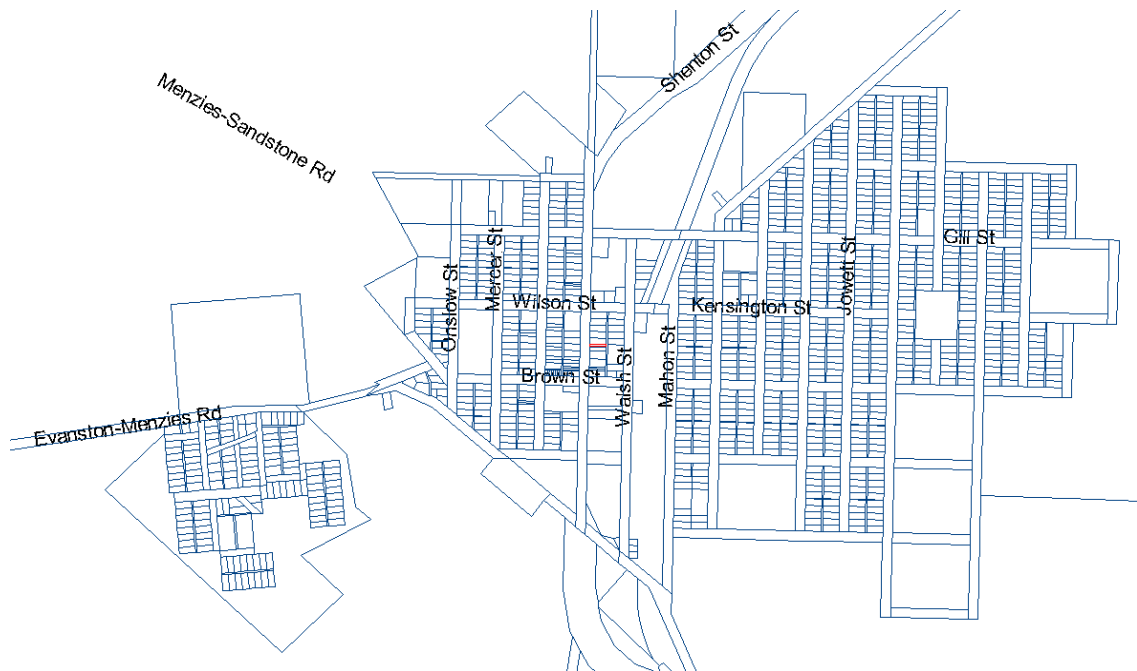 Shenton St
Menzies-Sandstone Rd
Gill St
Mercer St
Jowett St
Onslow St
Wilson St
Kensington St
Mahon St
Walsh St
Brown St
Evanston-Menzies Rd